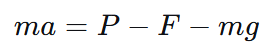 ma = P − F − mg